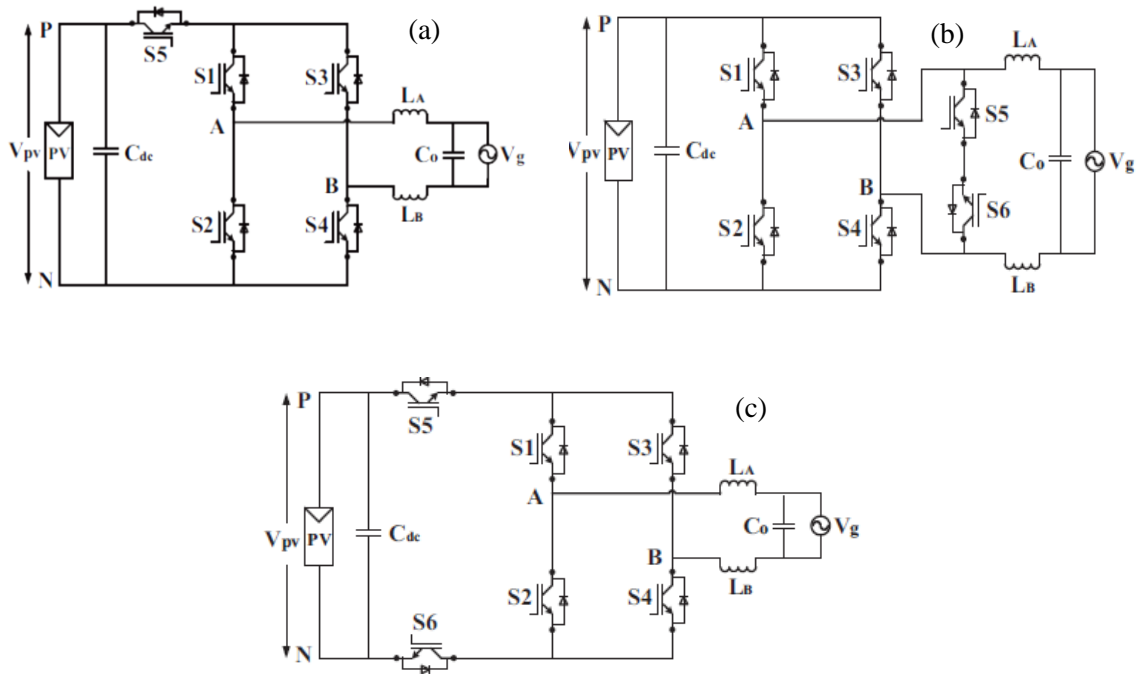 (a)
P
S5
S1
S3
LA
A
Vpv
PV
Cdc
Co
Vg
B
LB
S2
S4
N
(b)
P
LA
S1
S3
S5
A
Vpv
PV
Cdc
Co
Vg
B
S6
S2
S4
LB
N
(c)
P
S5
S1
S3
LA
A
Vpv
PV
Cdc
Co
Vg
B
LB
S2
S4
S6
N